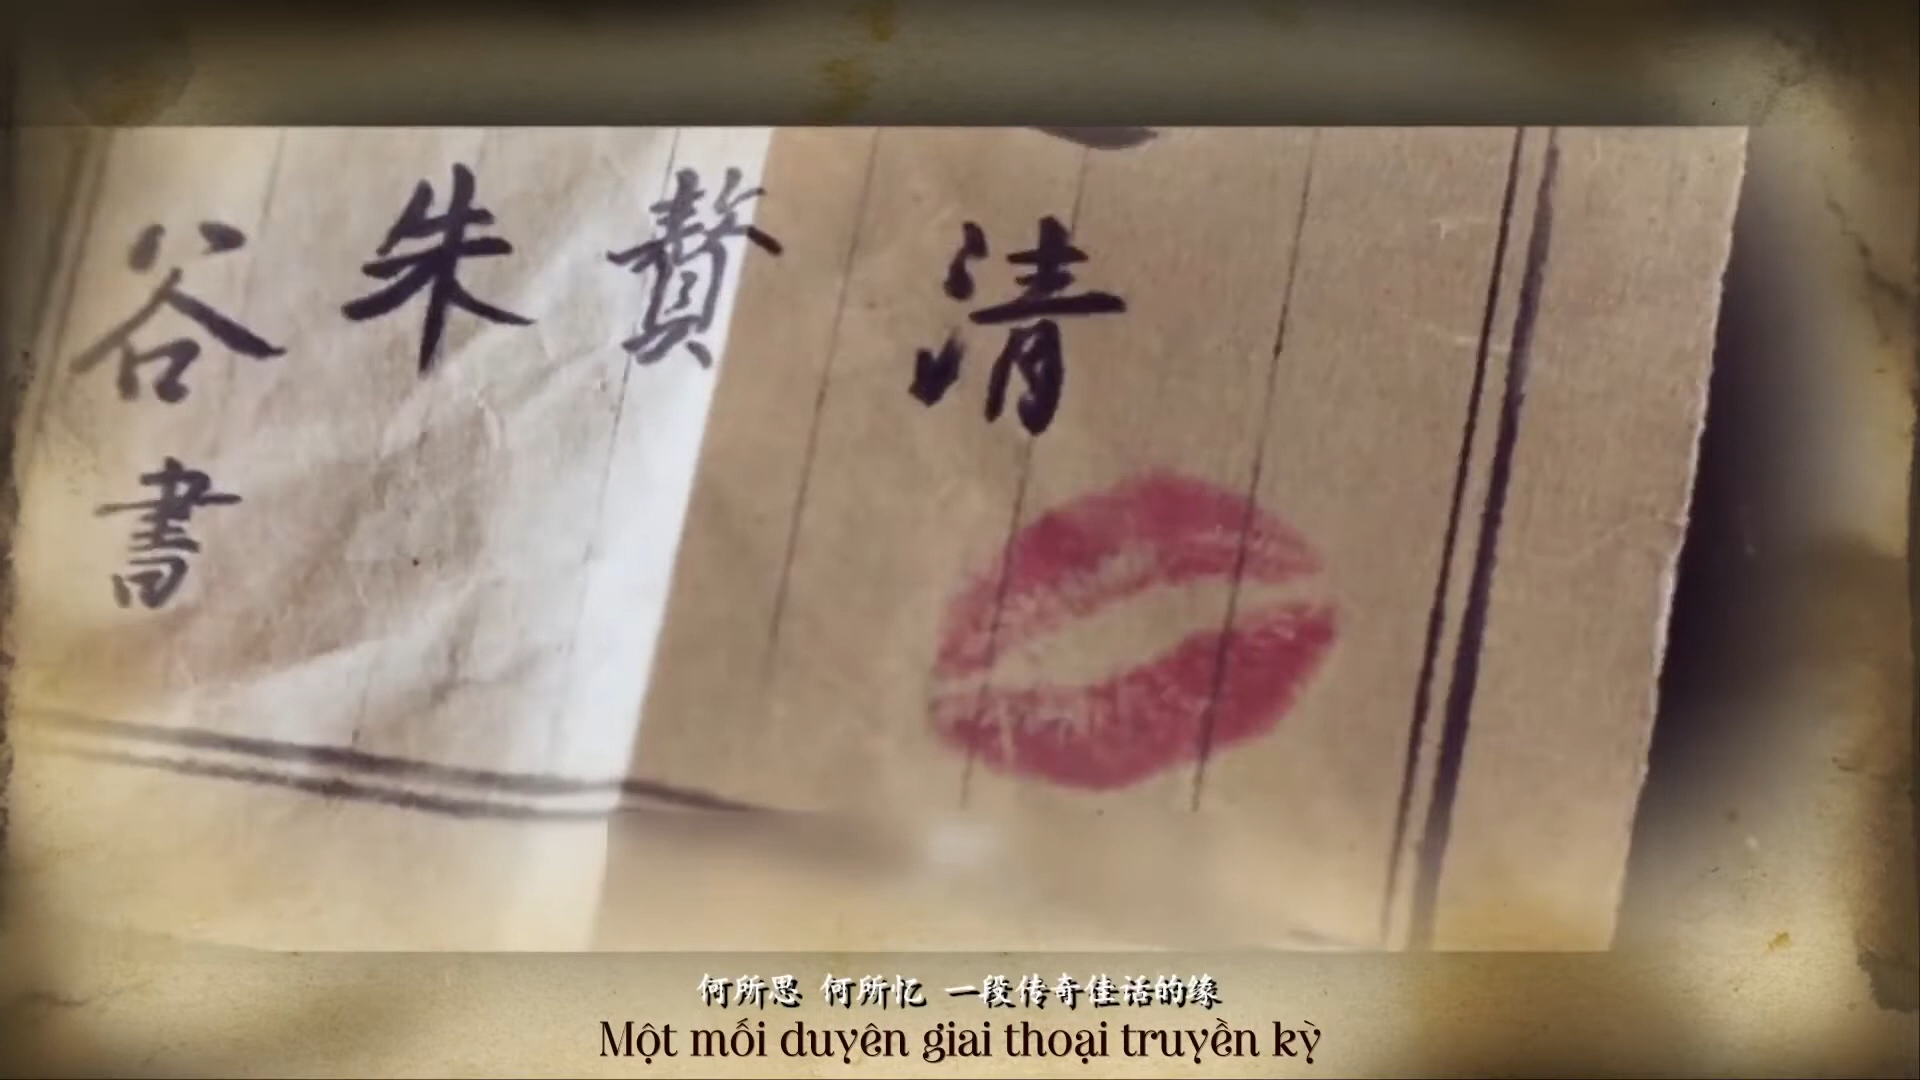 清
贅
朱
谷書
何所思 何所忆 一段传奇佳话的缘
Một mối duyên giai thoại truyền kỳ